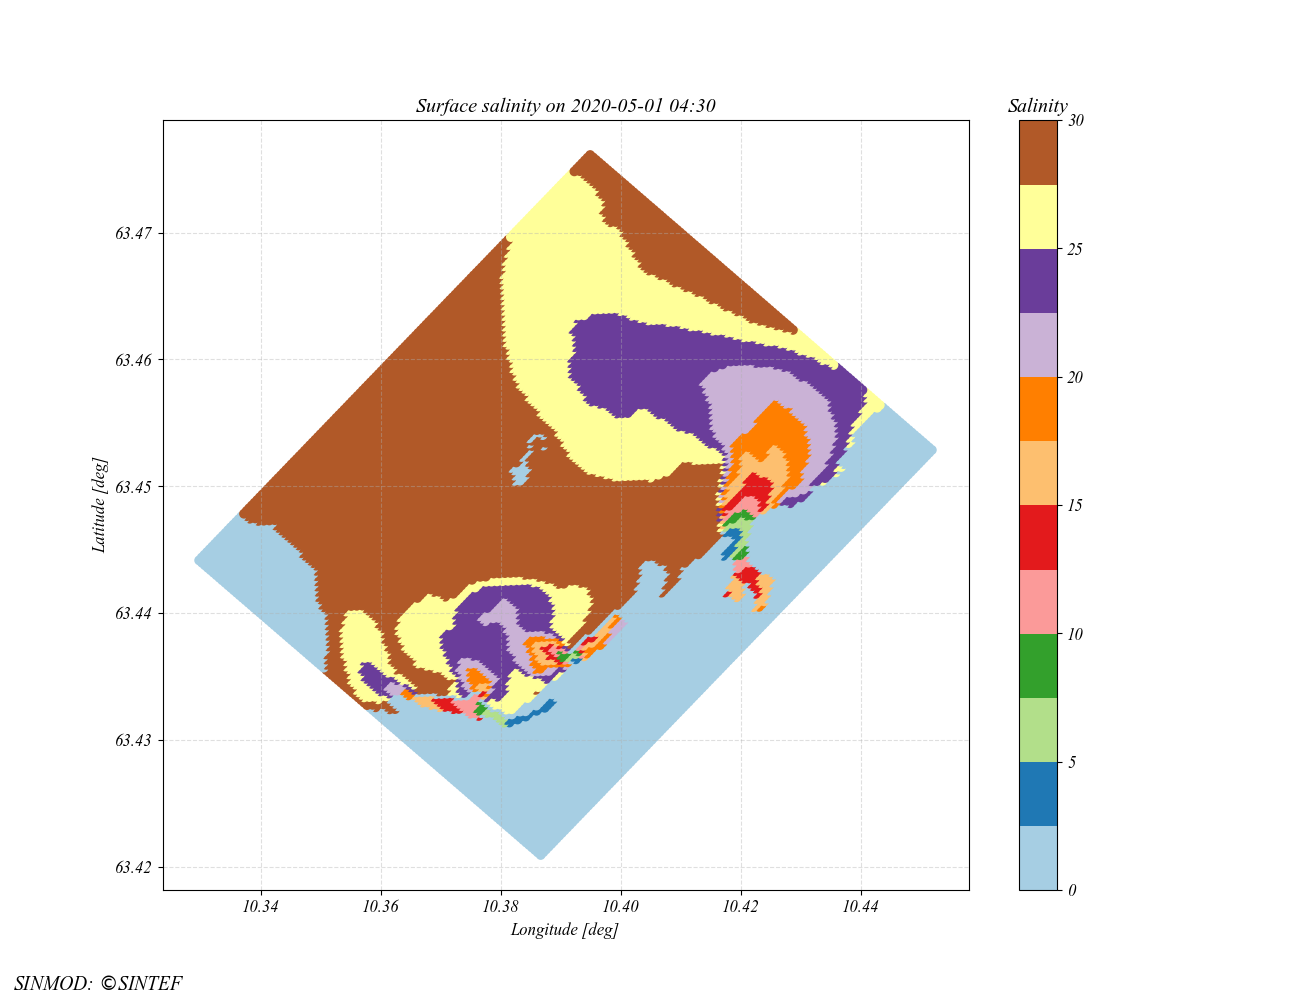 Surface salinity on 2020-05-01 04:30
Salinity
30
25
20
15
10
5
0
63.47
63.46
63.45
63.44
63.43
63.42
Latitude [deg]
10.34 10.36 10.38 10.40 10.42 10.44
Longitude [deg]
SINMOD: ©SINTEF